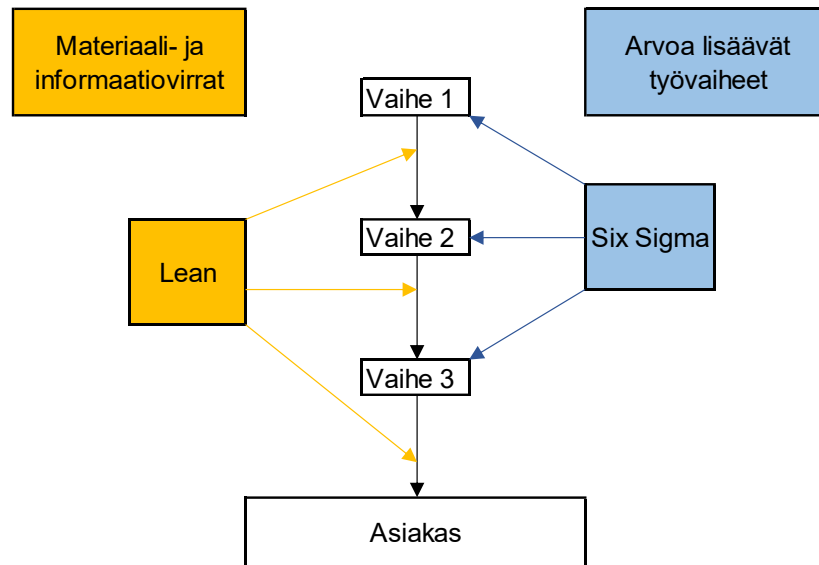 Materiaali- ja
informaatiovirrat
Arvoa lisäävät
työvaiheet
Vaihe 1
Vaihe 2
Six Sigma
Lean
Vaihe 3
Asiakas